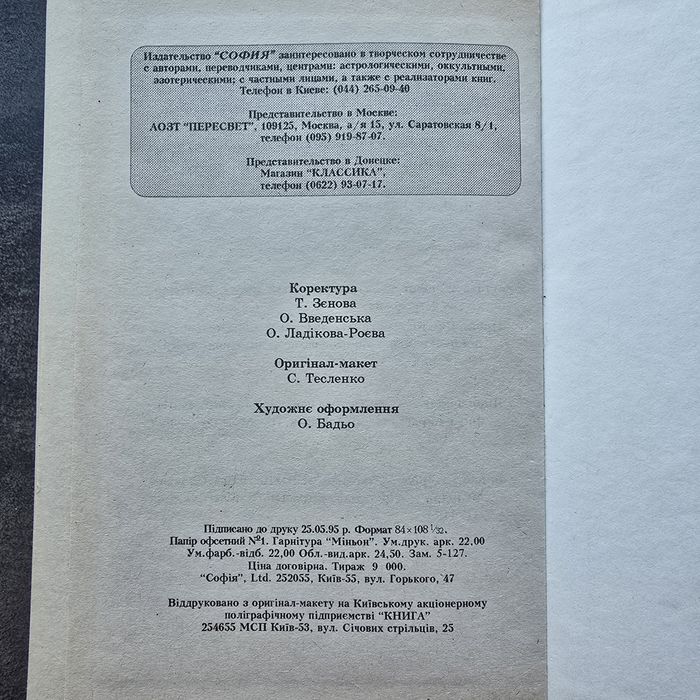 Издательство "СОФИЯ" заинтересовано в творческом сотрудничестве
с авторами, переводчиками, центрами: астрологическими, оккультными,
эзотерическими; с частными лицами, а также с реализаторами книг.
Телефон в Киеве: (044) 265-09-40
Представительство в Москве:
АОЗТ "ПЕРЕСВЕТ", 109125, Москва, а/я 15, ул. Саратовская 8/1,
телефон (095) 919-87-07.
Представительство в Донецке:
Магазин "КЛАССИКА",
телефон (0622) 93-07-17.
Коректура
Т. Зєнова
О. Введенська
О. Ладікова-Роєва
Оригінал-макет
С. Тесленко
Художнє оформлення
О. Бадьо
Підписано до друку 25.05.95 р. Формат 84×108 1/32.
Папір офсетний №1. Гарнітура "Міньон". Ум.друк. арк. 22,00
Ум.фарб.-відб. 22,00 Обл.-вид.арк. 24,50. Зам. 5-127.
Ціна договірна. Тираж 9 000.
"Софія", Ltd. 252055, Київ-55, вул. Горького, 47
Віддруковано з оригінал-макету на Київському акціонерному
поліграфічному підприємстві "КНИГА"
254655 МСП Київ-53, вул. Січових стрільців, 25